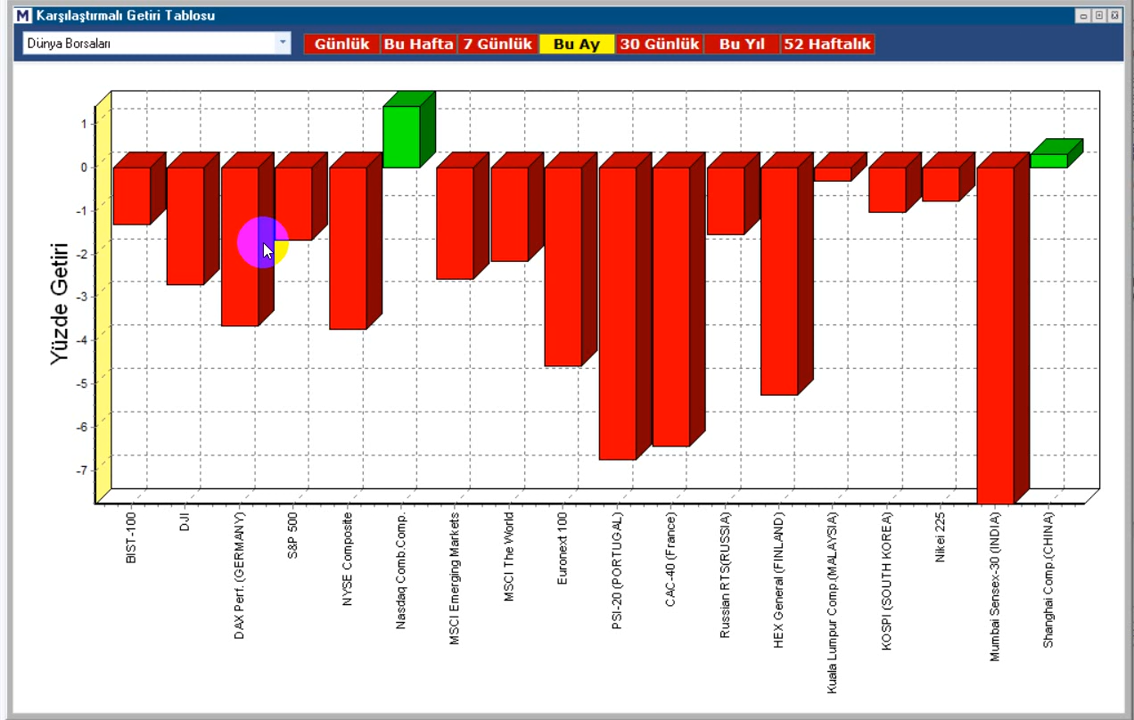 M Karşılaştırmalı Getiri Tablosu
Dünya Borsaları
Günlük Bu Hafta 7 Günlük Bu Ay 30 Günlük Bu Yıl 52 Haftalık
Yüzde Getiri
1
0
-1
-2
-3
-4
-5
-6
-7
BIST-100
DJI
DAX Perf. (GERMANY)
S&P 500
NYSE Composite
Nasdaq Comb.Comp.
MSCI Emerging Markets
MSCI The World
Euronext 100
PSI-20 (PORTUGAL)
CAC-40 (France)
Russian RTS(RUSSIA)
HEX General (FINLAND)
Kuala Lumpur Comp.(MALAYSIA)
KOSPI (SOUTH KOREA)
Nikei 225
Mumbai Sensex-30 (INDIA)
Shanghai Comp.(CHINA)